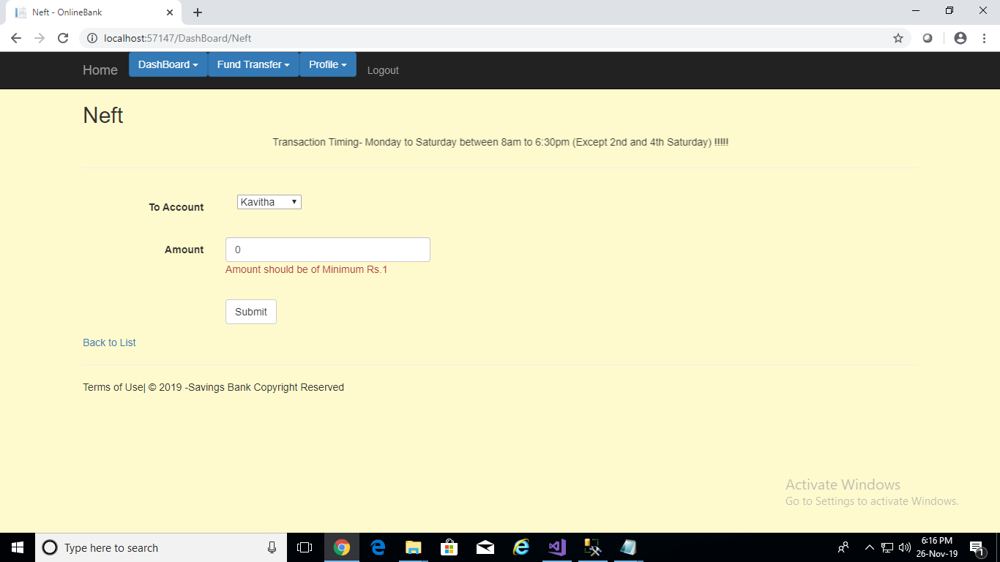 Neft - OnlineBank
localhost:57147/DashBoard/Neft
Home DashBoard Fund Transfer Profile Logout
Neft
Transaction Timing- Monday to Saturday between 8am to 6:30pm (Except 2nd and 4th Saturday) !!!!!
To Account Kavitha
Amount 0
Amount should be of Minimum Rs.1
Submit
Back to List
Terms of Use| © 2019 -Savings Bank Copyright Reserved
Activate Windows
Go to Settings to activate Windows.
Type here to search
6:16 PM
26-Nov-19
1